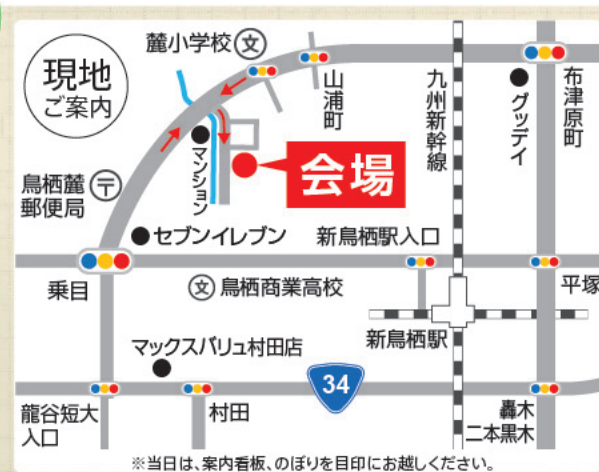 現地
ご案内
麓小学校
文
山浦町
九州新幹線
グッデイ
布津原町
鳥栖麓
郵便局
〒
マンション
会場
セブンイレブン
新鳥栖駅入口
乗目
文
鳥栖商業高校
平塚
新鳥栖駅
マックスバリュ村田店
34
龍谷短大
入口
村田
轟木
二本黒木
※当日は、案内看板、のぼりを目印にお越しください。